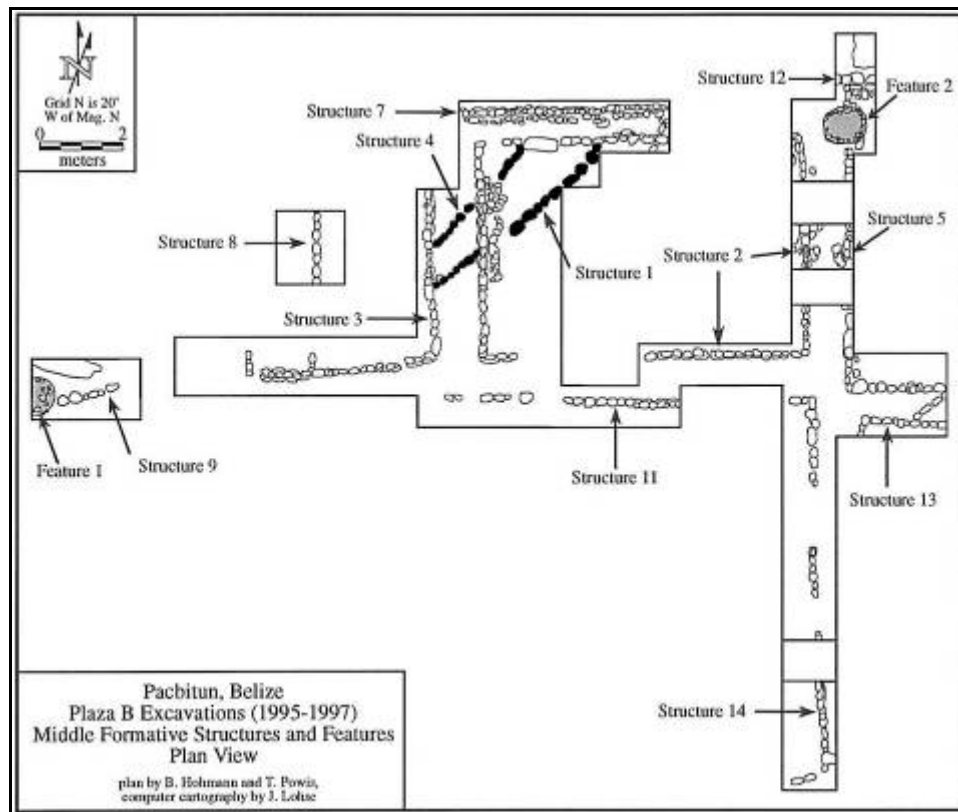 N
Grid N is 20°
W of Mag. N
0 2
meters
Structure 12
Feature 2
Structure 7
Structure 4
Structure 8
Structure 5
Structure 2
Structure 1
Structure 3
Feature 1
Structure 9
Structure 11
Structure 13
Structure 14
Pacbitun, Belize
Plaza B Excavations (1995-1997)
Middle Formative Structures and Features
Plan View
plan by B. Hohmann and T. Powis,
computer cartography by J. Lohse